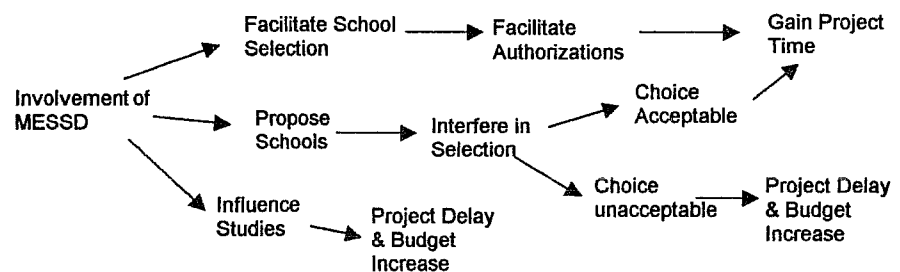 Facilitate School
Selection
Facilitate
Authorizations
Gain Project
Time
Involvement of
MESSD
Propose
Schools
Interfere in
Selection
Choice
Acceptable
Choice
unacceptable
Project Delay
& Budget
Increase
Influence
Studies
Project Delay
& Budget
Increase